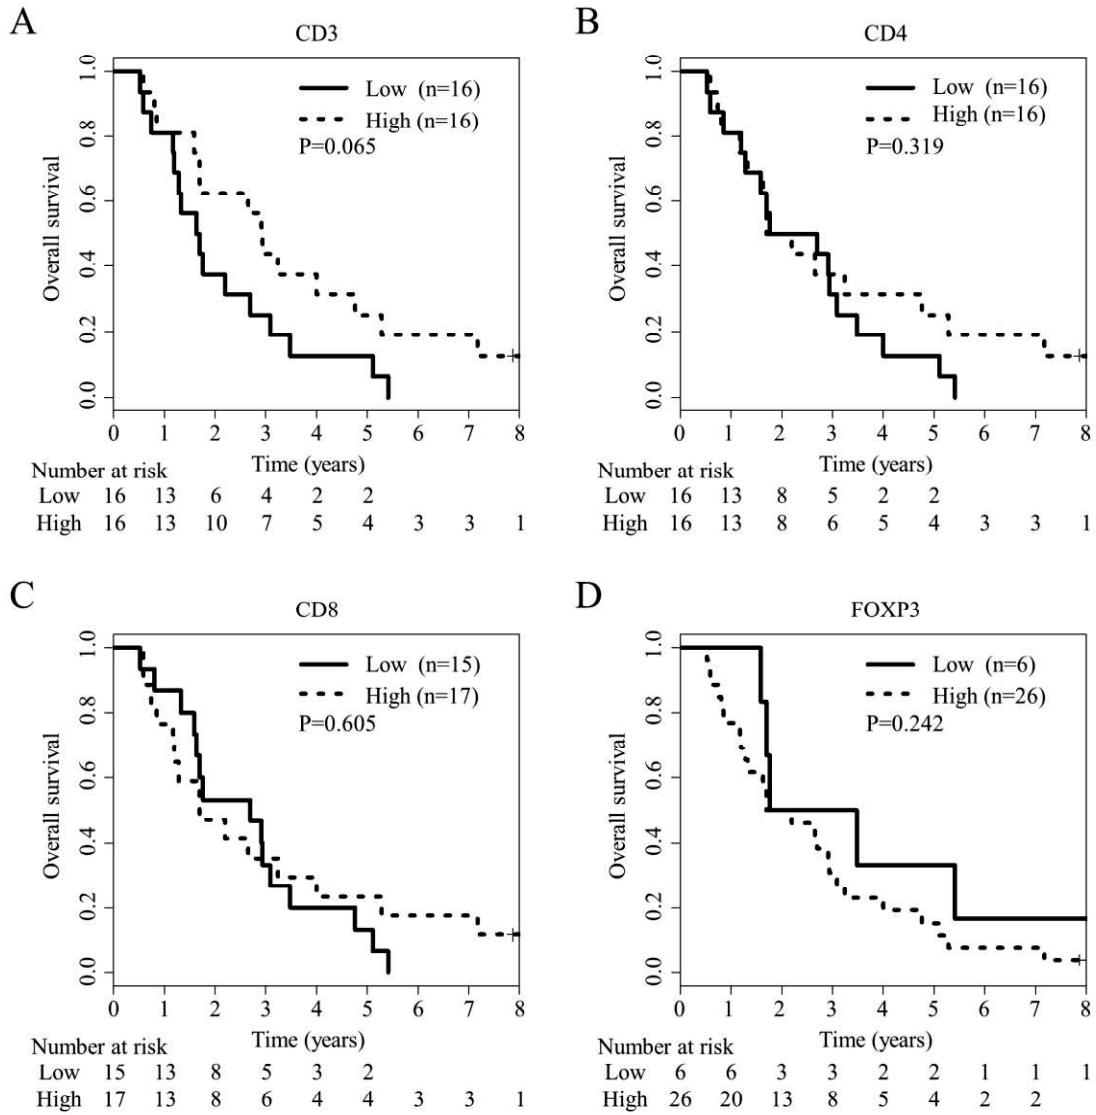 A
CD3
Low (n=16)
High (n=16)
P=0.065
Overall survival
0.0 0.2 0.4 0.6 0.8 1.0
0 1 2 3 4 5 6 7 8
Time (years)
Number at risk
Low 16 13 6 4 2 2
High 16 13 10 7 5 4 3 3 1
B
CD4
Low (n=16)
High (n=16)
P=0.319
Overall survival
0.0 0.2 0.4 0.6 0.8 1.0
0 1 2 3 4 5 6 7 8
Time (years)
Number at risk
Low 16 13 8 5 2 2
High 16 13 8 6 5 4 3 3 1
C
CD8
Low (n=15)
High (n=17)
P=0.605
Overall survival
0.0 0.2 0.4 0.6 0.8 1.0
0 1 2 3 4 5 6 7 8
Time (years)
Number at risk
Low 15 13 8 5 3 2
High 17 13 8 6 4 4 3 3 1
D
FOXP3
Low (n=6)
High (n=26)
P=0.242
Overall survival
0.0 0.2 0.4 0.6 0.8 1.0
0 1 2 3 4 5 6 7 8
Time (years)
Number at risk
Low 6 6 3 3 2 2 1 1 1
High 26 20 13 8 5 4 2 2